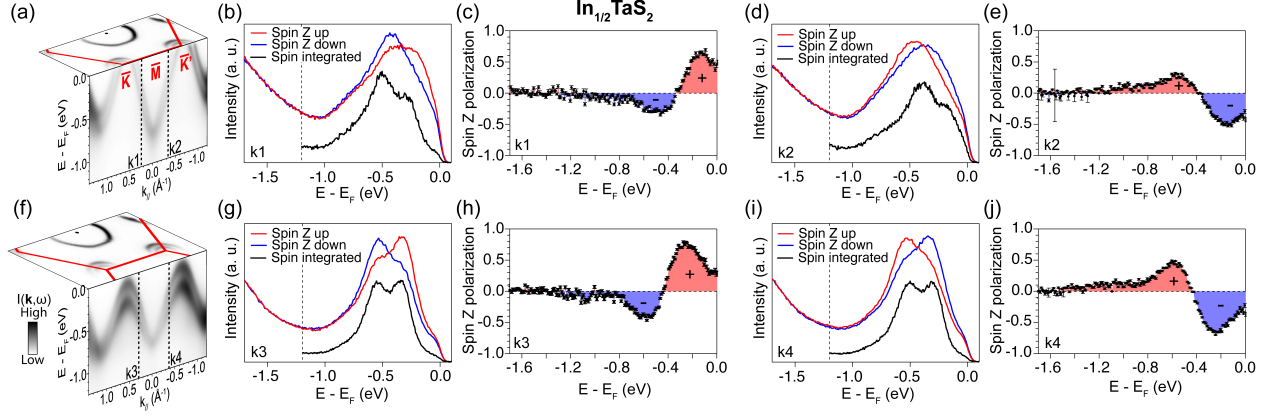 In1/2TaS2
(a)
K̅
M̅
K̅'
0.0
-0.5
-1.0
E - EF (eV)
k1
k2
1.0
0.5
0.0
-0.5
-1.0
k// (Å-1)
(b)
Spin Z up
Spin Z down
Spin integrated
Intensity (a. u.)
k1
-1.5
-1.0
-0.5
0.0
E - EF (eV)
(c)
Spin Z polarization
1.0
0.5
0.0
-0.5
-1.0
+
-
k1
-1.6
-1.2
-0.8
-0.4
0.0
E - EF (eV)
(d)
Spin Z up
Spin Z down
Spin integrated
Intensity (a. u.)
k2
-1.5
-1.0
-0.5
0.0
E - EF (eV)
(e)
Spin Z polarization
1.0
0.5
0.0
-0.5
-1.0
+
-
k2
-1.6
-1.2
-0.8
-0.4
0.0
E - EF (eV)
(f)
I(k,ω)
High
Low
0.0
-0.5
-1.0
E - EF (eV)
k3
k4
1.0
0.5
0.0
-0.5
-1.0
k// (Å-1)
(g)
Spin Z up
Spin Z down
Spin integrated
Intensity (a. u.)
k3
-1.5
-1.0
-0.5
0.0
E - EF (eV)
(h)
Spin Z polarization
1.0
0.5
0.0
-0.5
-1.0
+
-
k3
-1.6
-1.2
-0.8
-0.4
0.0
E - EF (eV)
(i)
Spin Z up
Spin Z down
Spin integrated
Intensity (a. u.)
k4
-1.5
-1.0
-0.5
0.0
E - EF (eV)
(j)
Spin Z polarization
1.0
0.5
0.0
-0.5
-1.0
+
-
k4
-1.6
-1.2
-0.8
-0.4
0.0
E - EF (eV)